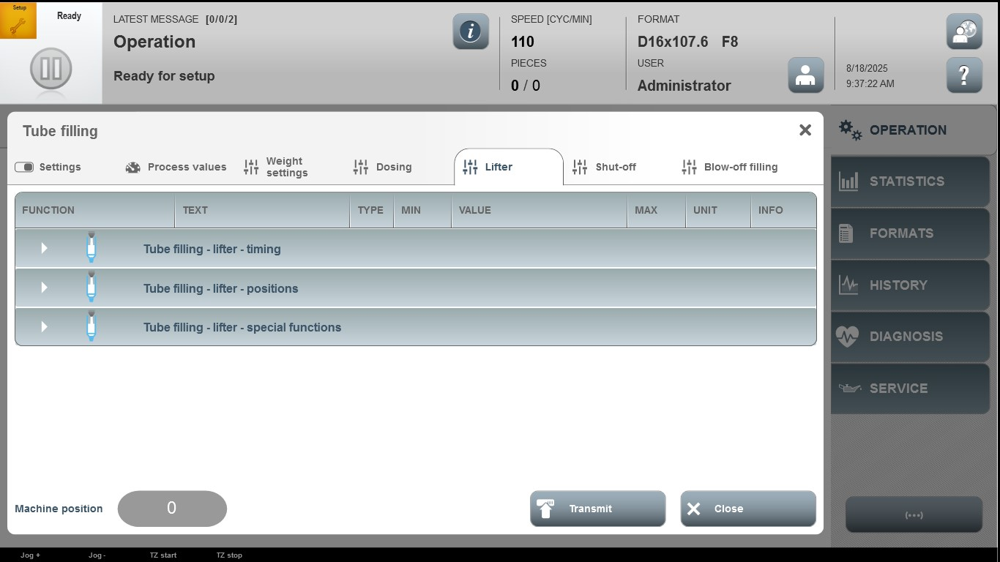 Setup
Ready
LATEST MESSAGE [0/0/2]
Operation
Ready for setup
i
SPEED [CYC/MIN]
110
PIECES
0 / 0
FORMAT
D16x107.6 F8
USER
Administrator
8/18/2025
9:37:22 AM
?
Tube filling
Settings
Process values
Weight
settings
Dosing
Lifter
Shut-off
Blow-off filling
FUNCTION TEXT TYPE MIN VALUE MAX UNIT INFO
Tube filling - lifter - timing
Tube filling - lifter - positions
Tube filling - lifter - special functions
Machine position 0
Transmit
Close
OPERATION
STATISTICS
FORMATS
HISTORY
DIAGNOSIS
SERVICE
(...)
Jog + Jog - TZ start TZ stop